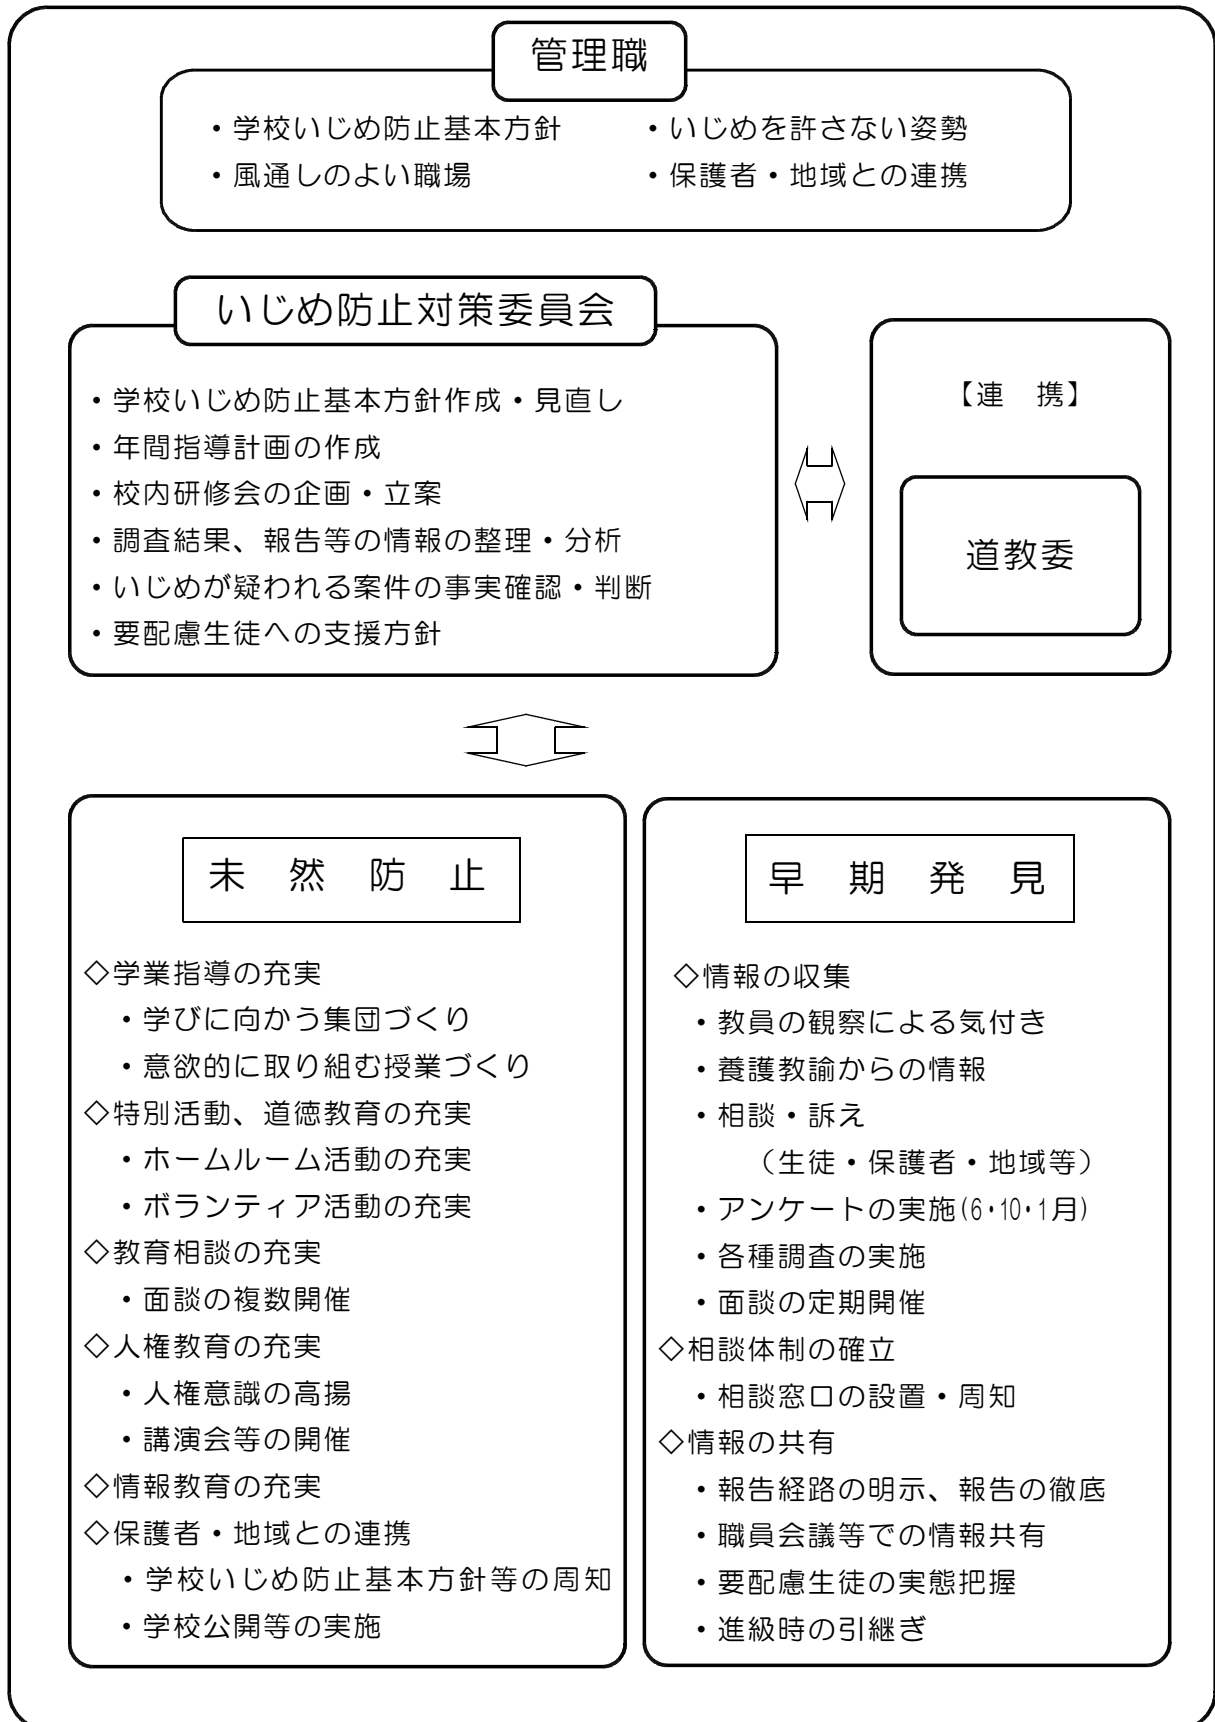 管理職
・学校いじめ防止基本方針　・いじめを許さない姿勢
・風通しのよい職場　・保護者・地域との連携
いじめ防止対策委員会
・学校いじめ防止基本方針作成・見直し
・年間指導計画の作成
・校内研修会の企画・立案
・調査結果、報告等の情報の整理・分析
・いじめが疑われる案件の事実確認・判断
・要配慮生徒への支援方針
【連　携】
道教委
未　然　防　止
◇学業指導の充実
・学びに向かう集団づくり
・意欲的に取り組む授業づくり
◇特別活動、道徳教育の充実
・ホームルーム活動の充実
・ボランティア活動の充実
◇教育相談の充実
・面談の複数開催
◇人権教育の充実
・人権意識の高揚
・講演会等の開催
◇情報教育の充実
◇保護者・地域との連携
・学校いじめ防止基本方針等の周知
・学校公開等の実施
早　期　発　見
◇情報の収集
・教員の観察による気付き
・養護教諭からの情報
・相談・訴え
（生徒・保護者・地域等）
・アンケートの実施(6・10・1月)
・各種調査の実施
・面談の定期開催
◇相談体制の確立
・相談窓口の設置・周知
◇情報の共有
・報告経路の明示、報告の徹底
・職員会議等での情報共有
・要配慮生徒の実態把握
・進級時の引継ぎ